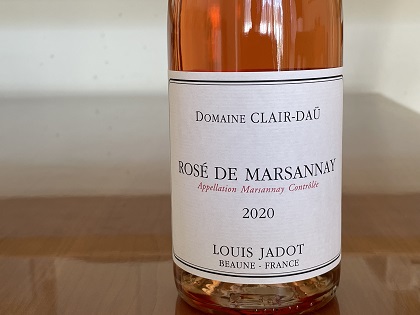 DOMAINE CLAIR-DAÜ
ROSÉ DE MARSANNAY
Appellation Marsannay Contrôlée
2020
LOUIS JADOT
BEAUNE - FRANCE